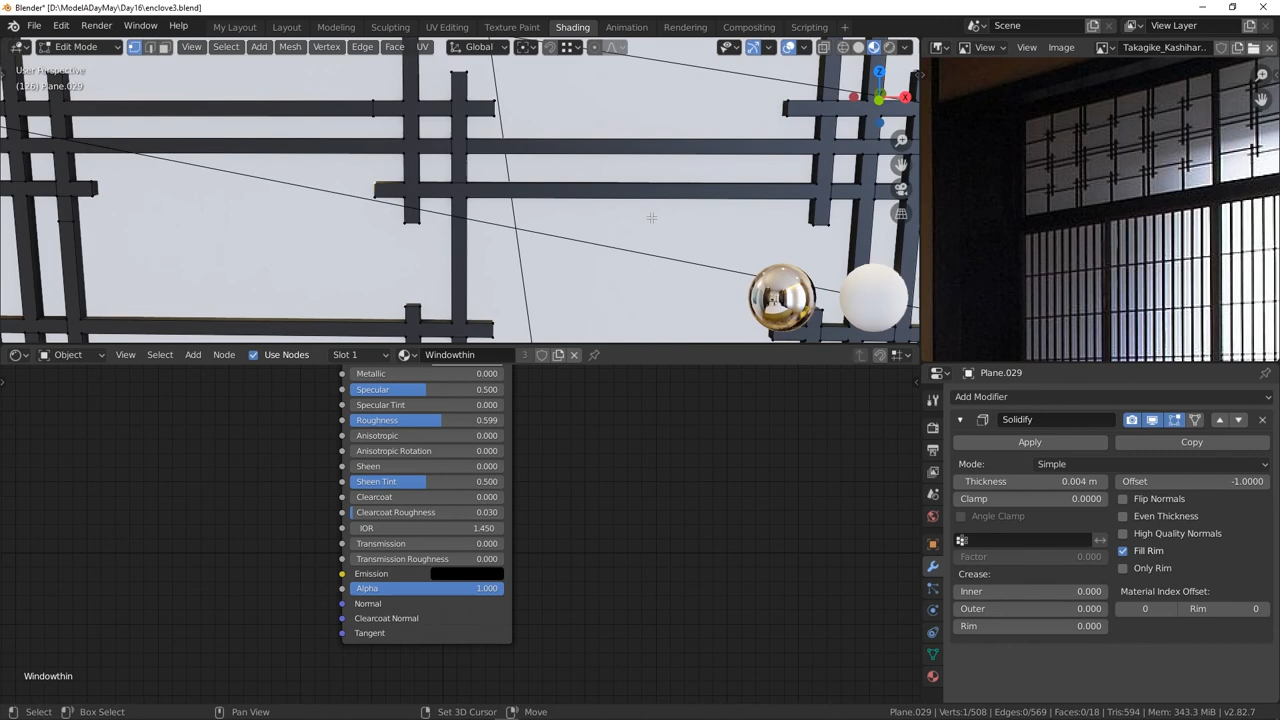 Blender* [D:\ModelADayMay\Day16\enclove3.blend]
File Edit Render Window Help
My Layout Layout Modeling Sculpting UV Editing Texture Paint Shading Animation Rendering Compositing Scripting
Scene
View Layer
Edit Mode View Select Add Mesh Vertex Edge Face UV Global
View View Image Takagike_Kashihar..
User Perspective
(126) Plane.029
X
Z
Object View Select Add Node Use Nodes Slot 1 Windowthin 3
Plane.029
Metallic 0.000
Specular 0.500
Specular Tint 0.000
Roughness 0.599
Anisotropic 0.000
Anisotropic Rotation 0.000
Sheen 0.000
Sheen Tint 0.500
Clearcoat 0.000
Clearcoat Roughness 0.030
IOR 1.450
Transmission 0.000
Transmission Roughness 0.000
Emission
Alpha 1.000
Normal
Clearcoat Normal
Tangent
Windowthin
Add Modifier
Solidify
Apply Copy
Mode: Simple
Thickness 0.004 m Offset -1.0000
Clamp 0.0000 Flip Normals
Angle Clamp Even Thickness
High Quality Normals
Factor 0.000 Fill Rim
Crease: Only Rim
Inner 0.000 Material Index Offset:
Outer 0.000 0 Rim 0
Rim 0.000
Select Box Select Pan View Set 3D Cursor Move Plane.029 | Verts:1/508 | Edges:0/569 | Faces:0/18 | Tris:594 | Mem: 343.3 MiB | v2.82.7